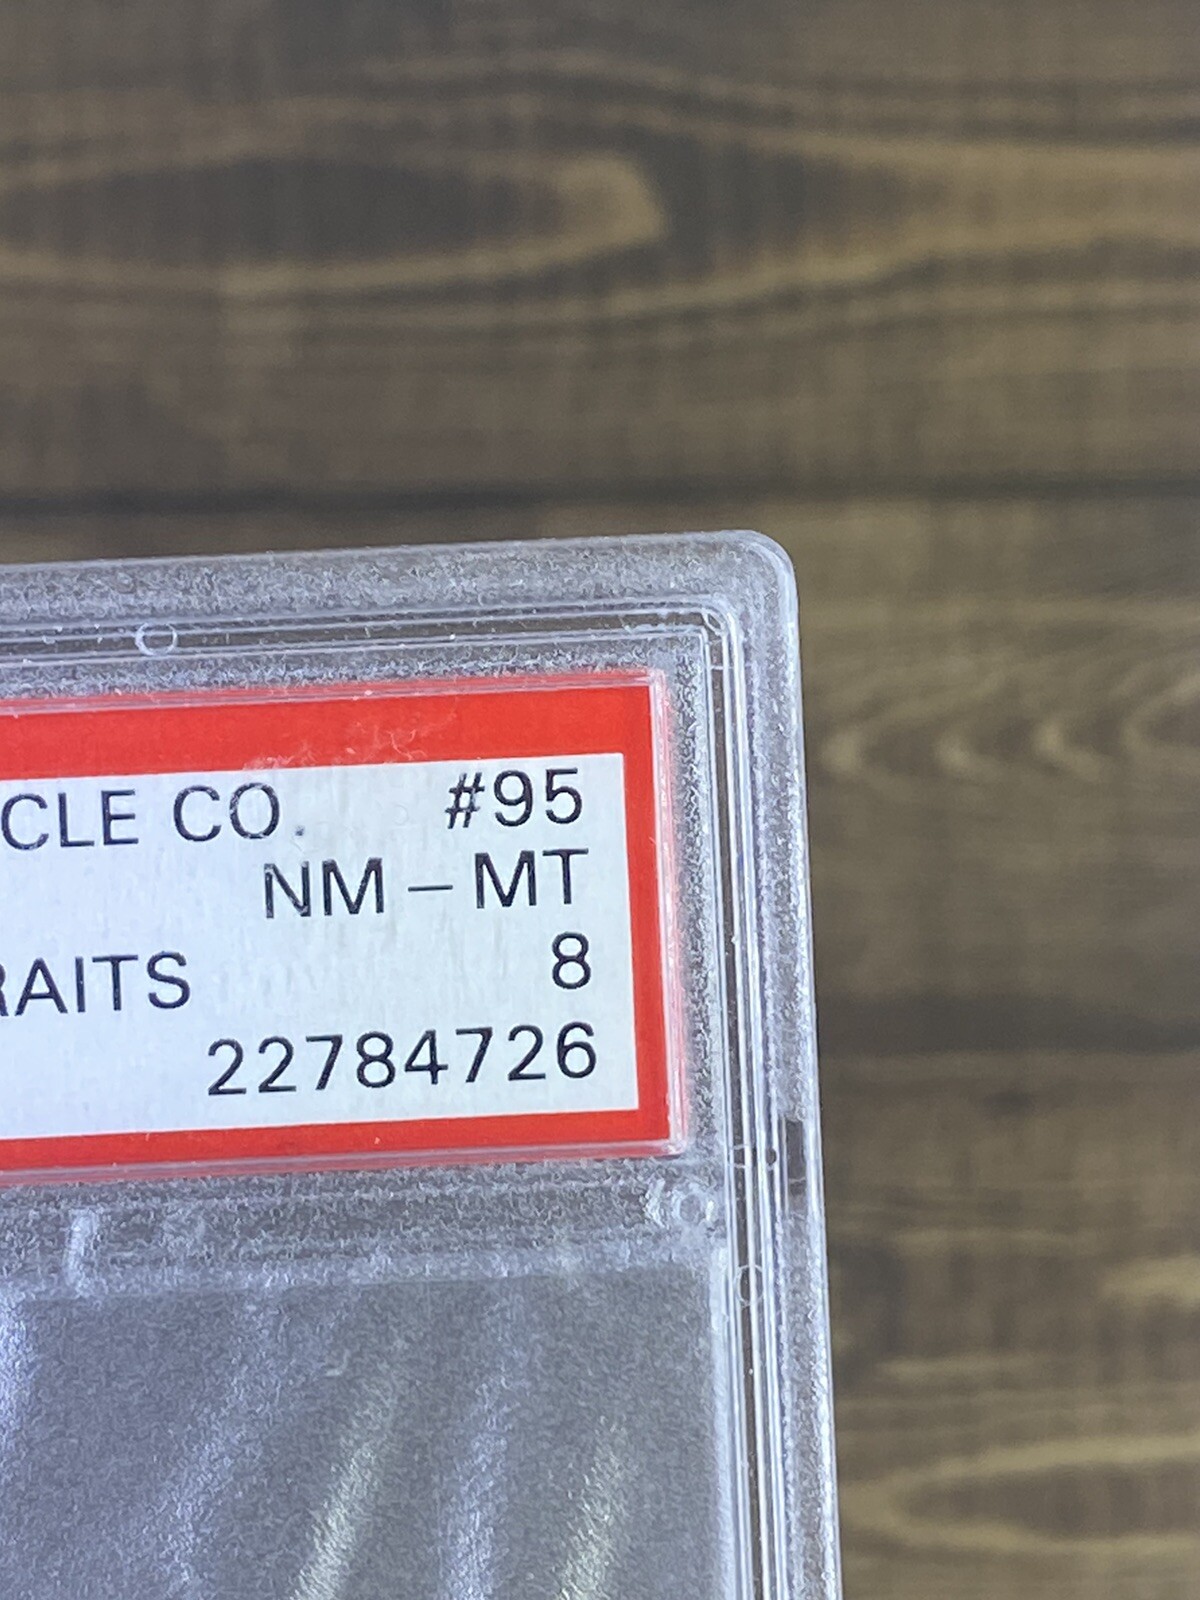 CLE CO. #95
NM – MT
RAITS 8
22784726